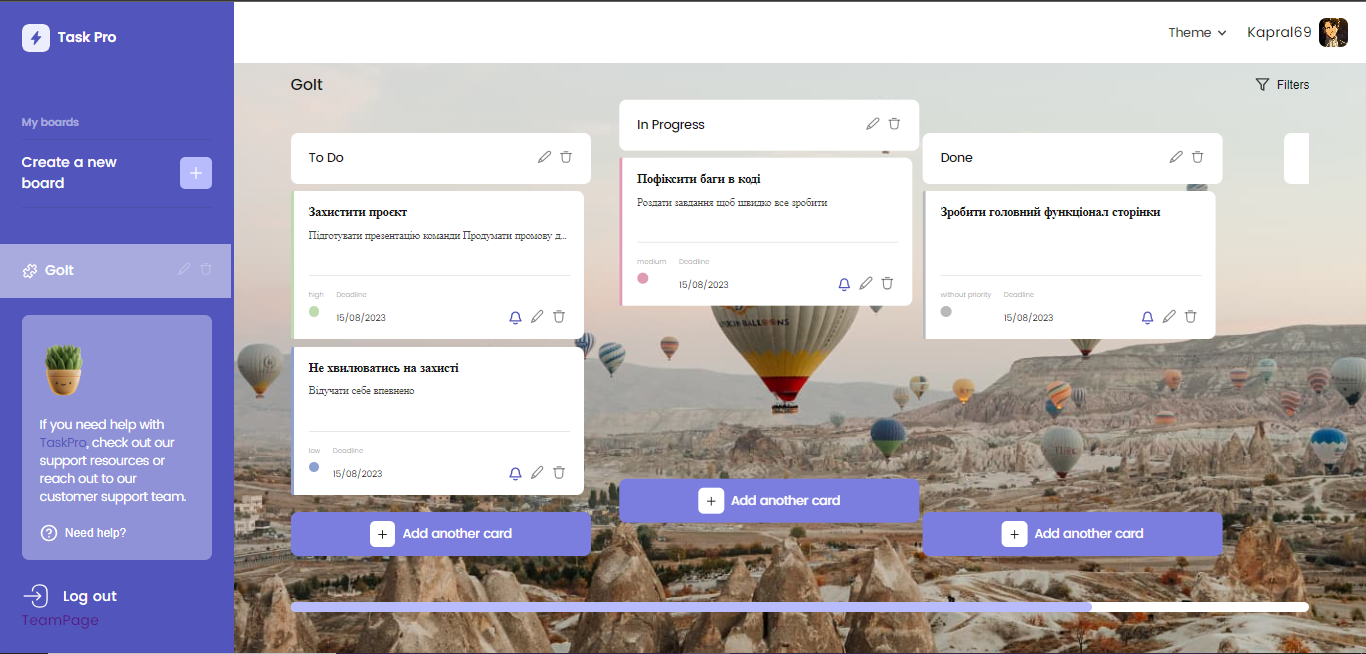 Task Pro
Theme
Kapral69
My boards
Create a new
board
GoIt
If you need help with
TaskPro, check out our
support resources or
reach out to our
customer support team.
Need help?
Log out
TeamPage
GoIt
Filters
To Do
Захистити проєкт
Підготувати презентацію команди Продумати промову д...
high
Deadline
15/08/2023
Не хвилюватись на захисті
Відучати себе впевнено
low
Deadline
15/08/2023
Add another card
In Progress
Пофіксити баги в коді
Роздати завдання щоб швидко все зробити
medium
Deadline
15/08/2023
Add another card
Done
Зробити головний функціонал сторінки
without priority
Deadline
15/08/2023
Add another card